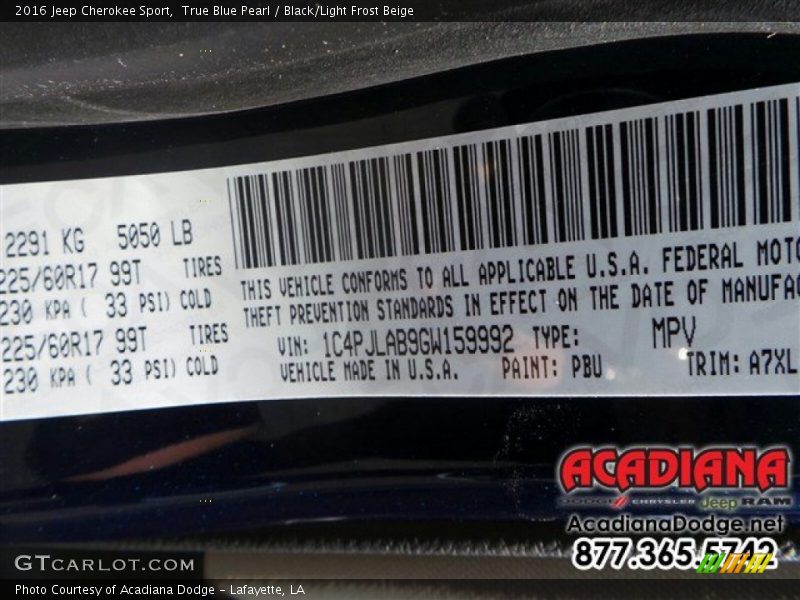 2016 Jeep Cherokee Sport,  True Blue Pearl / Black/Light Frost Beige
2291 KG 5050 LB
225/60R17 99T TIRES
230 KPA ( 33 PSI) COLD
225/60R17 99T TIRES
230 KPA ( 33 PSI) COLD
THIS VEHICLE CONFORMS TO ALL APPLICABLE U.S.A. FEDERAL MOTO
THEFT PREVENTION STANDARDS IN EFFECT ON THE DATE OF MANUFAC
VIN: 1C4PJLAB9GW159992 TYPE: MPV
VEHICLE MADE IN U.S.A. PAINT: PBU TRIM: A7XL
ACADIANA
DODGE CHRYSLER Jeep RAM
AcadianaDodge.net
877.365.5742
GTCARLOT.COM
Photo Courtesy of Acadiana Dodge - Lafayette, LA